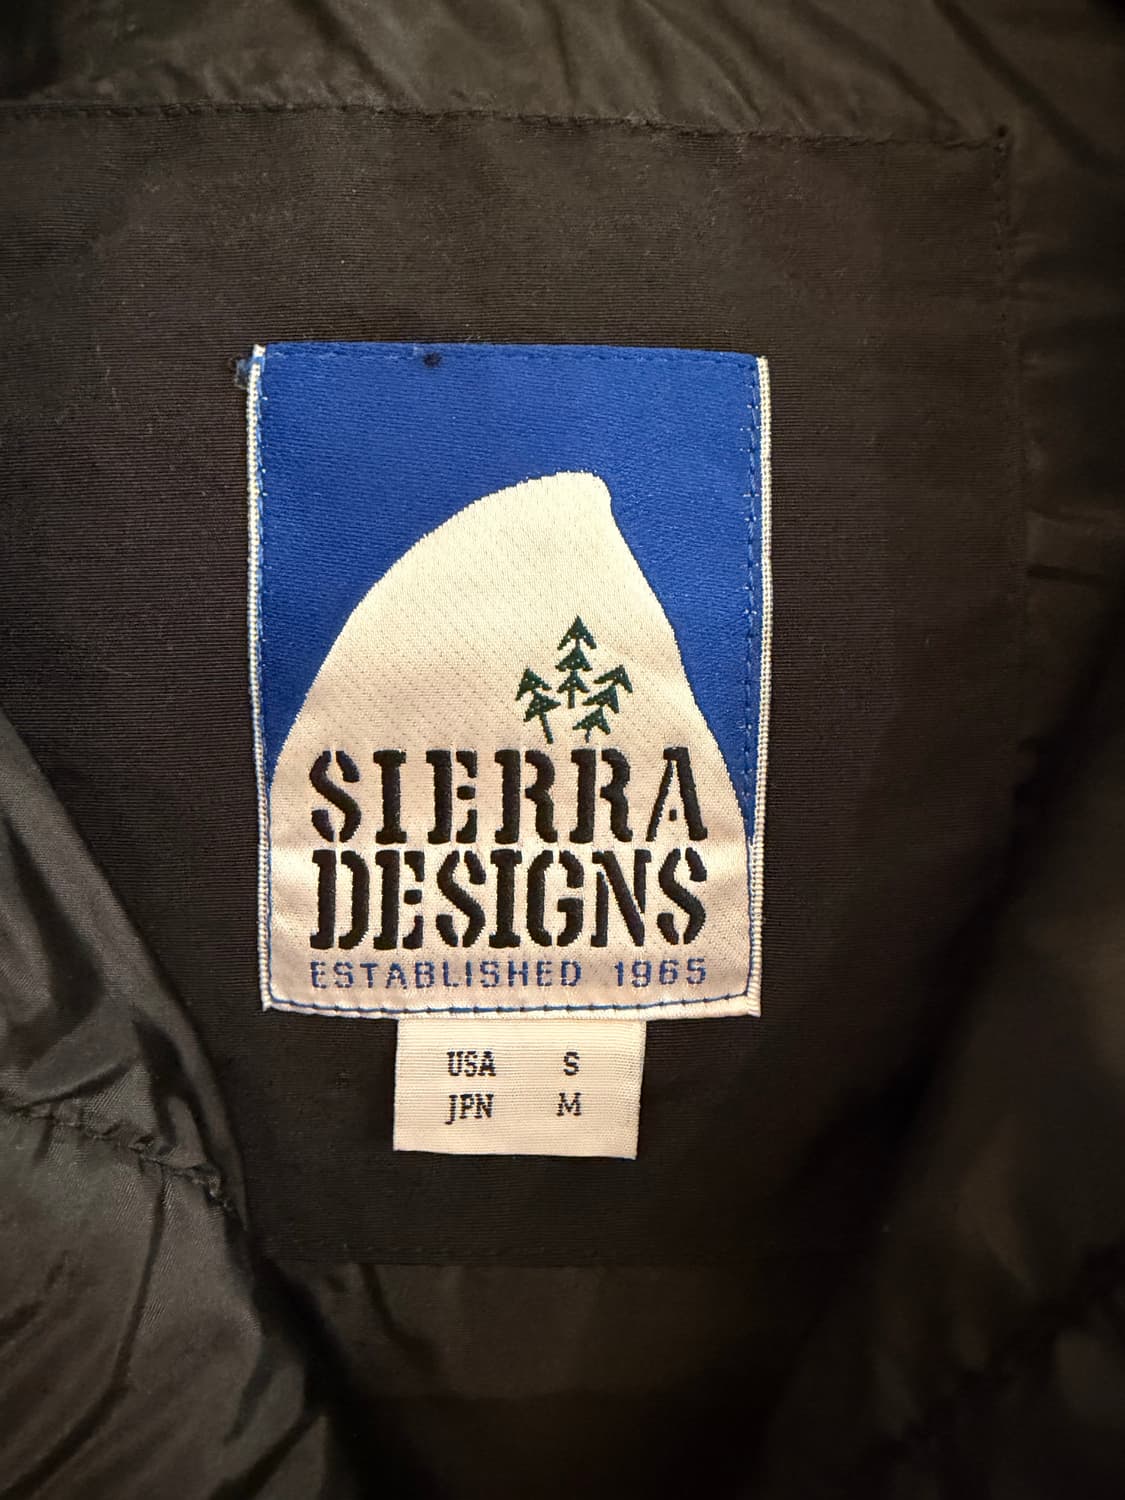 SIERRA
DESIGNS
ESTABLISHED 1965
USA S
JPN M